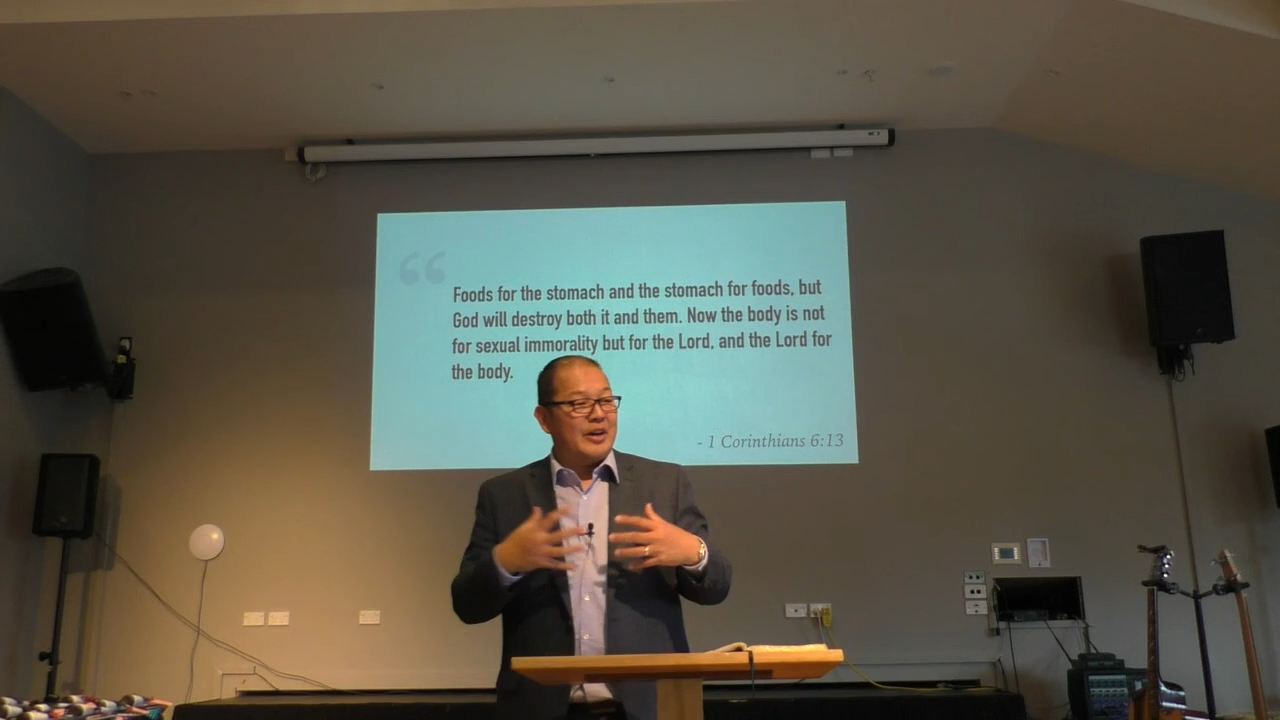 Foods for the stomach and the stomach for foods, but
God will destroy both it and them. Now the body is not
for sexual immorality but for the Lord, and the Lord for
the body.
- 1 Corinthians 6:13